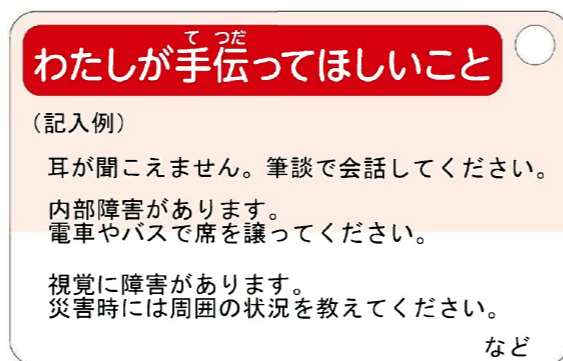 わたしが手伝ってほしいこと
（記入例）
耳が聞こえません。筆談で会話してください。
内部障害があります。
電車やバスで席を譲ってください。
視覚に障害があります。
災害時には周囲の状況を教えてください。
など